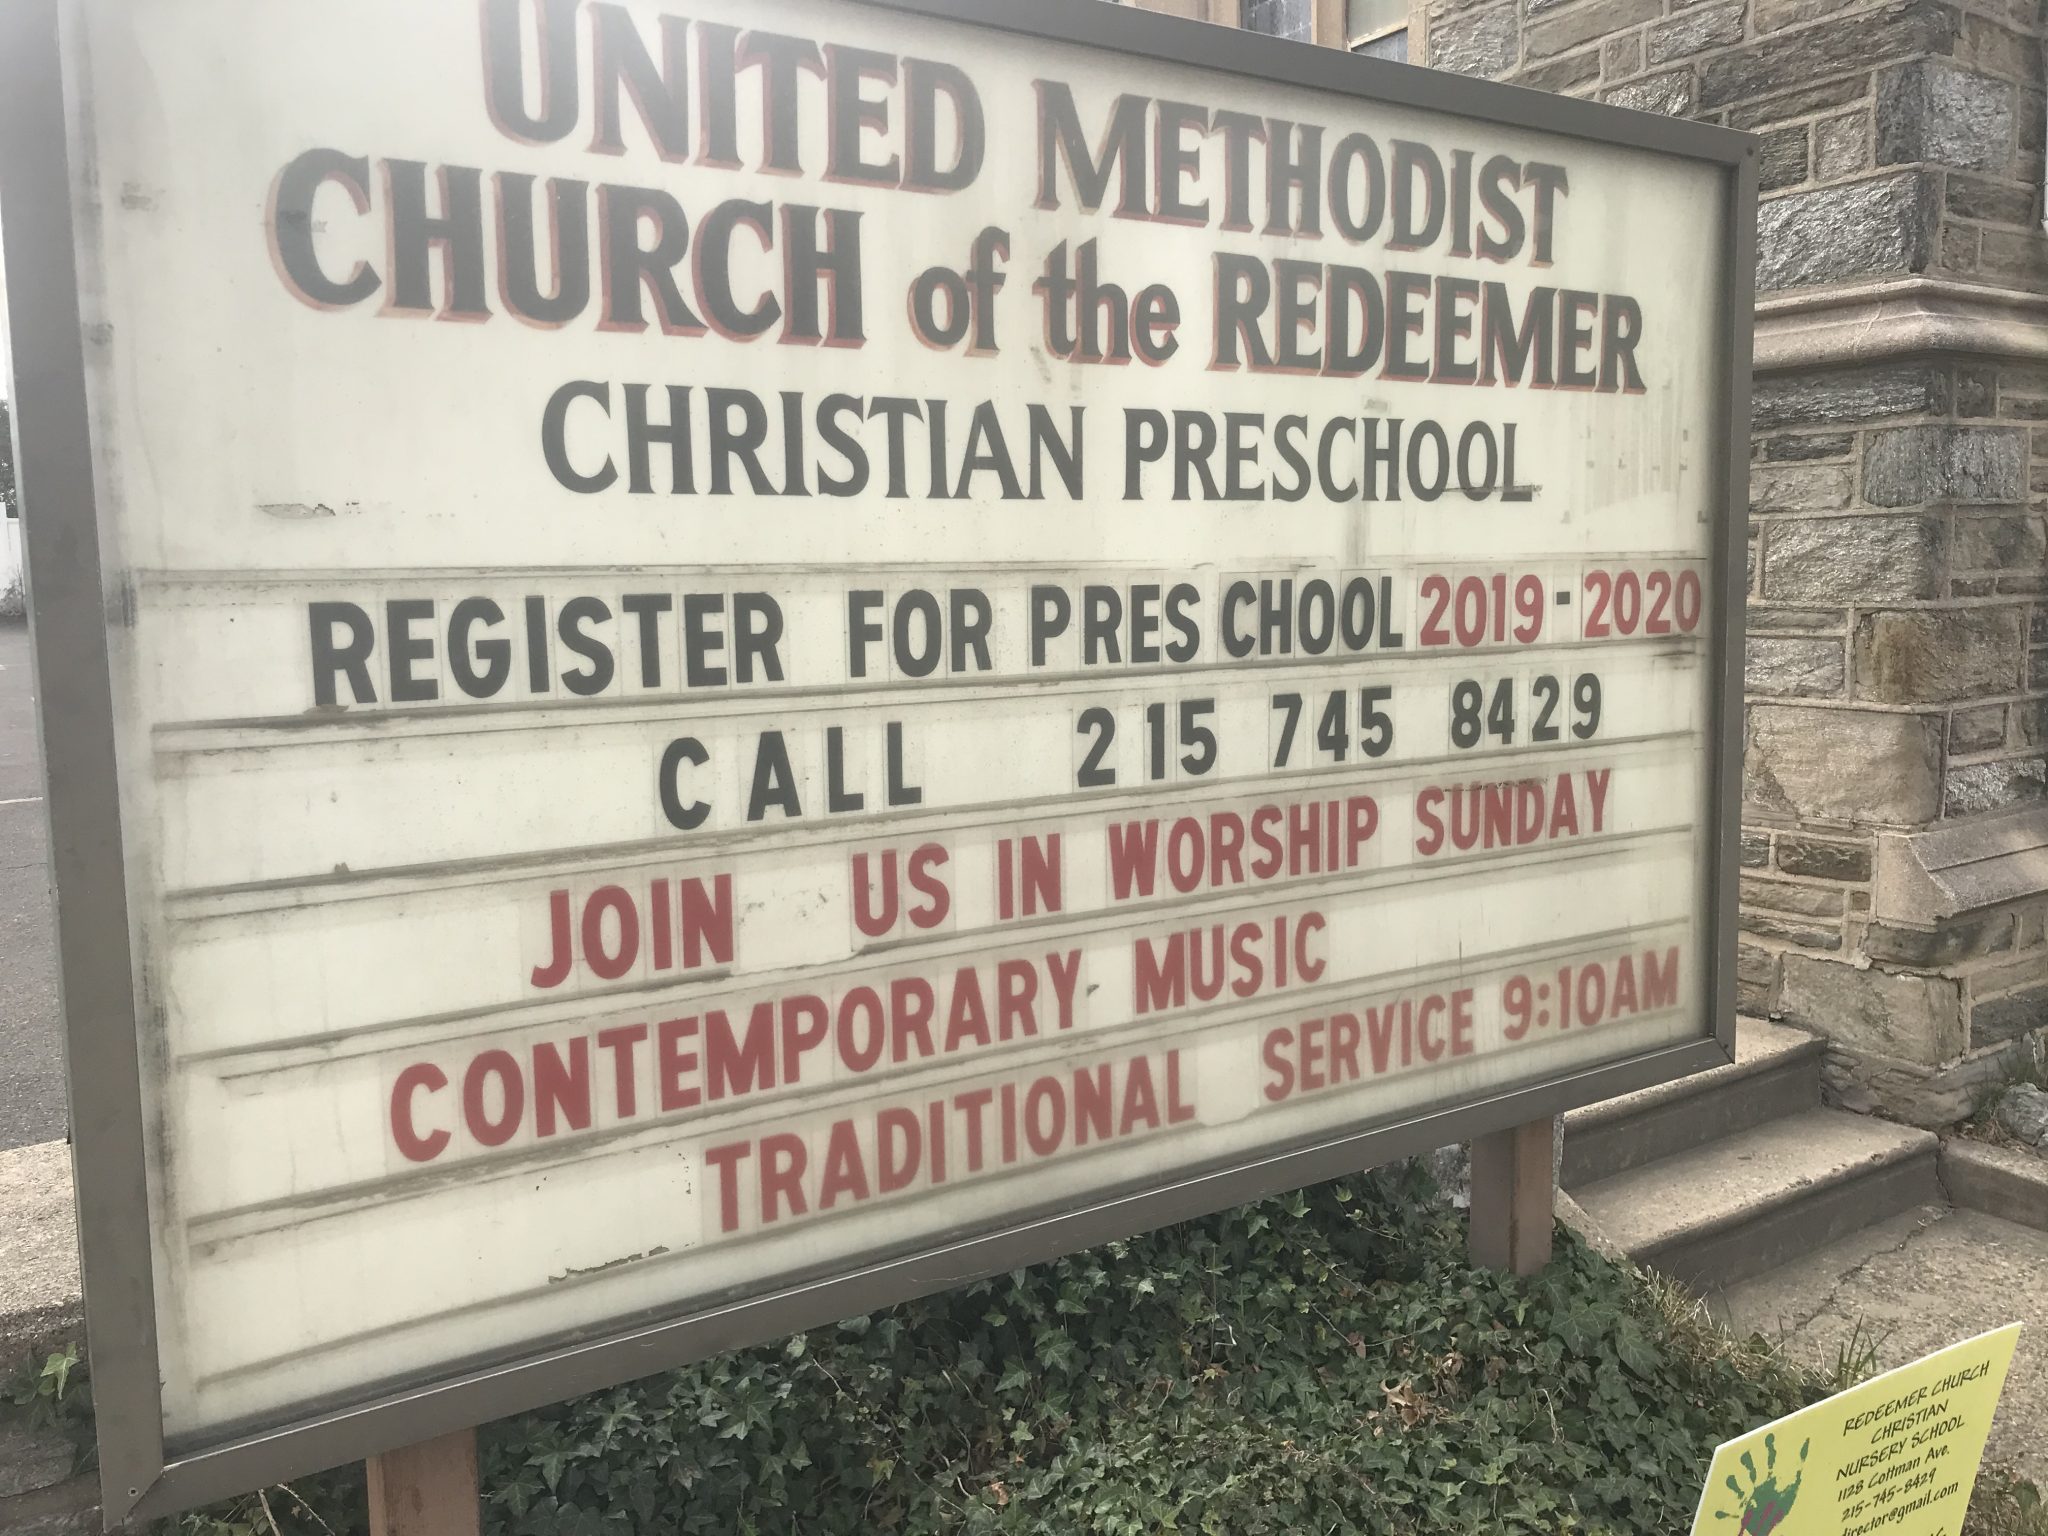 UNITED METHODIST
CHURCH of the REDEEMER
CHRISTIAN PRESCHOOL
REGISTER FOR PRESCHOOL 2019-2020
CALL 215 745 8429
JOIN US IN WORSHIP SUNDAY
CONTEMPORARY MUSIC
TRADITIONAL SERVICE 9:10AM
REDEEMER CHURCH
CHRISTIAN
NURSERY SCHOOL
1128 Cottman Ave.
215-745-8429
director@gmail.com